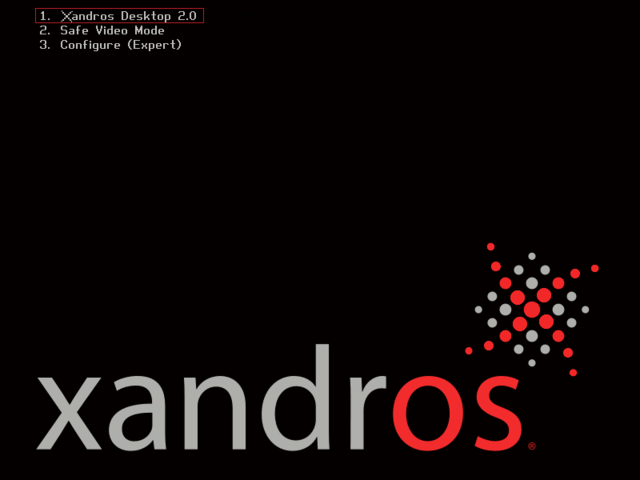 1. Xandros Desktop 2.0
2. Safe Video Mode
3. Configure (Expert)
xandros®